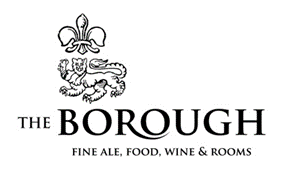 THE BOROUGH
FINE ALE, FOOD, WINE & ROOMS